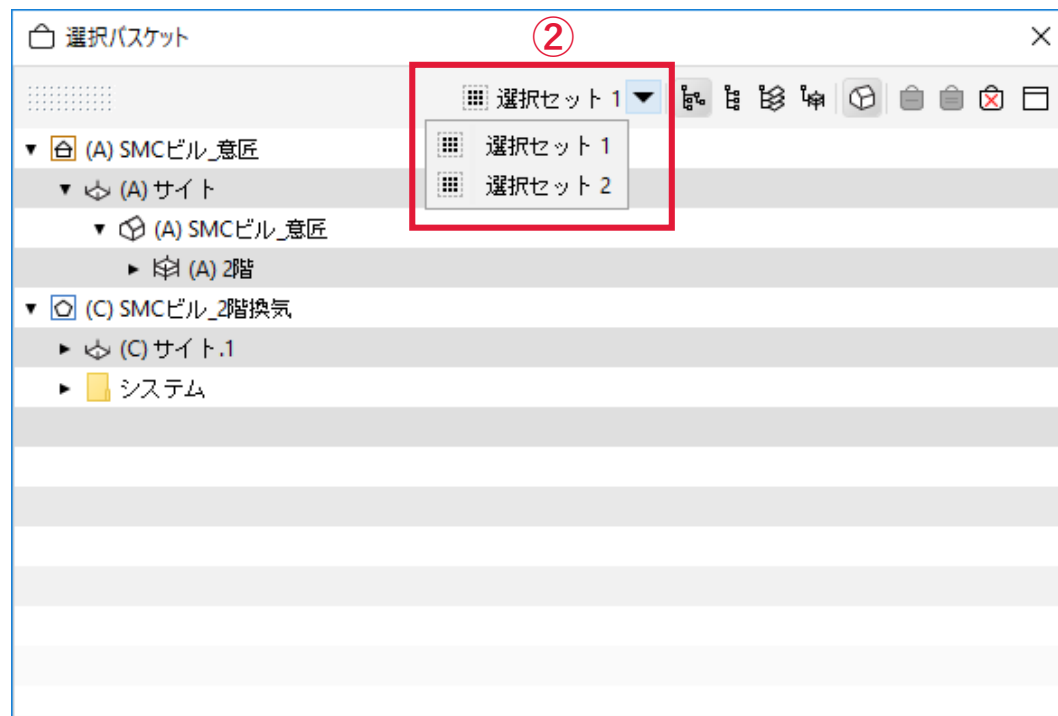 選択バスケット
②
選択セット 1
選択セット 1
選択セット 2
(A) SMCビル_意匠
(A) サイト
(A) SMCビル_意匠
(A) 2階
(C) SMCビル_2階換気
(C) サイト.1
システム